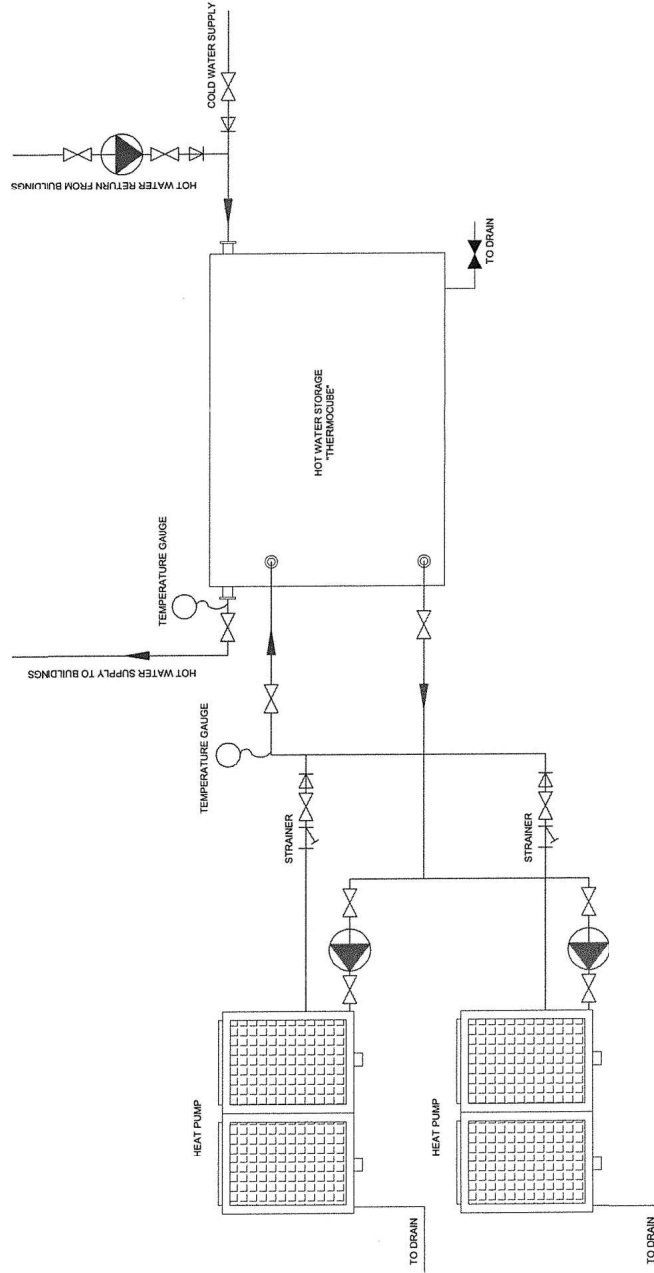 COLD WATER SUPPLY
HOT WATER RETURN FROM BUILDINGS
TO DRAIN
HOT WATER STORAGE
"THERMOCUBE"
TEMPERATURE GAUGE
HOT WATER SUPPLY TO BUILDINGS
TEMPERATURE GAUGE
STRAINER
STRAINER
HEAT PUMP
HEAT PUMP
TO DRAIN
TO DRAIN